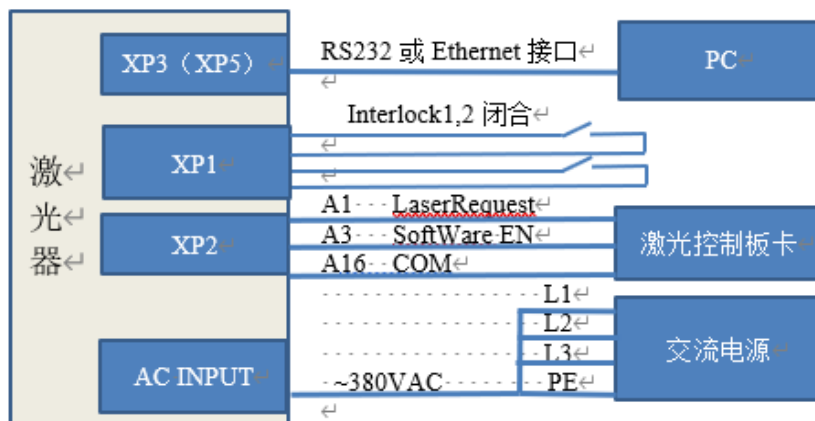 激光器
XP3（XP5）
RS232 或 Ethernet 接口
PC
Interlock1,2 闭合
XP1
A1 LaserRequest
XP2
A3 SoftWare EN
A16 COM
激光控制板卡
L1
L2
L3
交流电源
AC INPUT
~380VAC PE